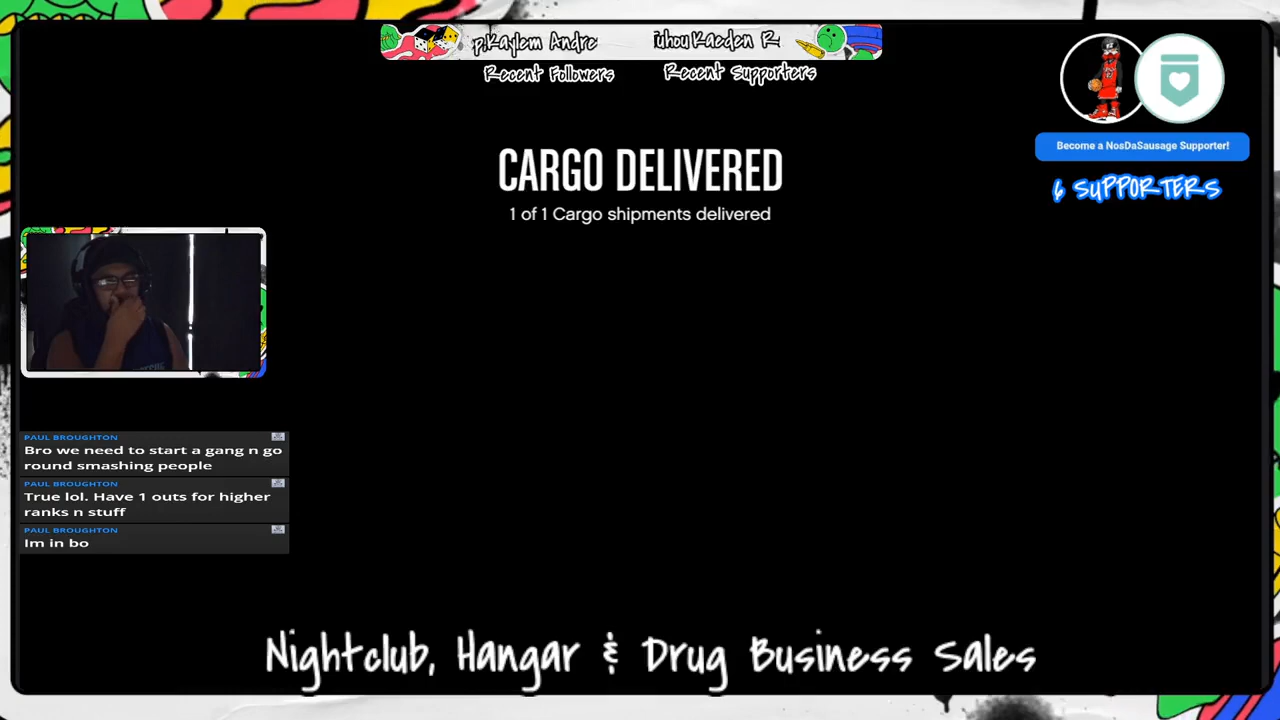 Kaylem Andre
Kaeden R
Recent Followers
Recent Supporters
CARGO DELIVERED
1 of 1 Cargo shipments delivered
Become a NosDaSausage Supporter!
6 SUPPORTERS
PAUL BROUGHTON
Bro we need to start a gang n go
round smashing people
PAUL BROUGHTON
True lol. Have 1 outs for higher
ranks n stuff
PAUL BROUGHTON
Im in bo
Nightclub, Hangar & Drug Business Sales